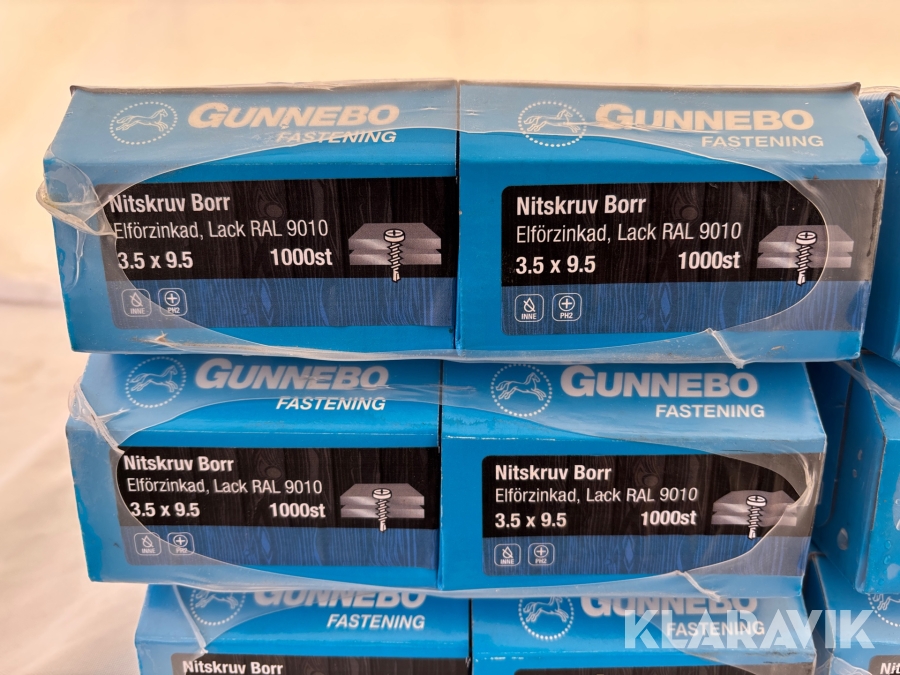 GUNNEBO
FASTENING
Nitskruv Borr
Elförzinkad, Lack RAL 9010
3.5 x 9.5 1000st
INNE PH2
GUNNEBO
FASTENING
Nitskruv Borr
Elförzinkad, Lack RAL 9010
3.5 x 9.5 1000st
INNE PH2
GUNNEBO
FASTENING
Nitskruv Borr
Elförzinkad, Lack RAL 9010
3.5 x 9.5 1000st
INNE PH2
GUNNEBO
FASTENING
Nitskruv Borr
Elförzinkad, Lack RAL 9010
3.5 x 9.5 1000st
INNE PH2
GUNNEBO
FASTENING
Nitskruv Borr
GUNNEBO
FASTENING
Nitskruv Borr
KLARAVIK